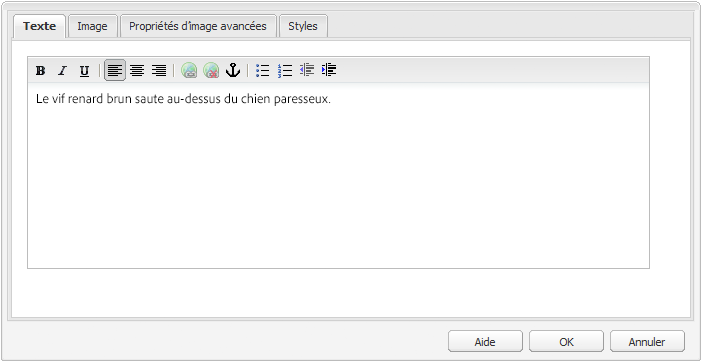 Texte Image Propriétés d'image avancées Styles
B I U
Le vif renard brun saute au-dessus du chien paresseux.
Aide OK Annuler